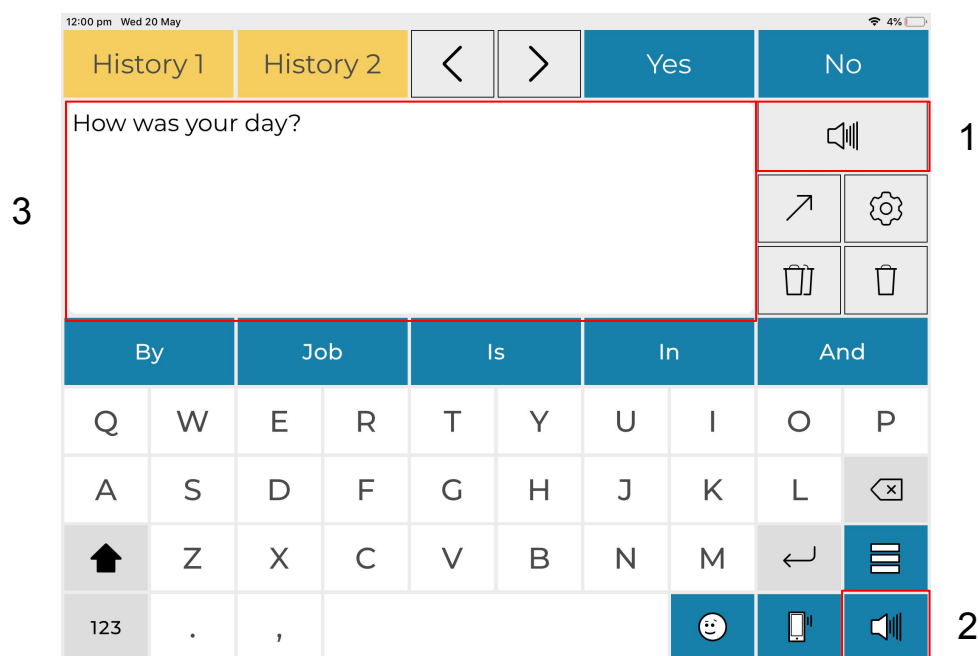 12:00 pm Wed 20 May 4%
History 1 History 2 Yes No
How was your day?
1
3
By Job Is In And
Q W E R T Y U I O P
A S D F G H J K L
Z X C V B N M
123 . ,
2